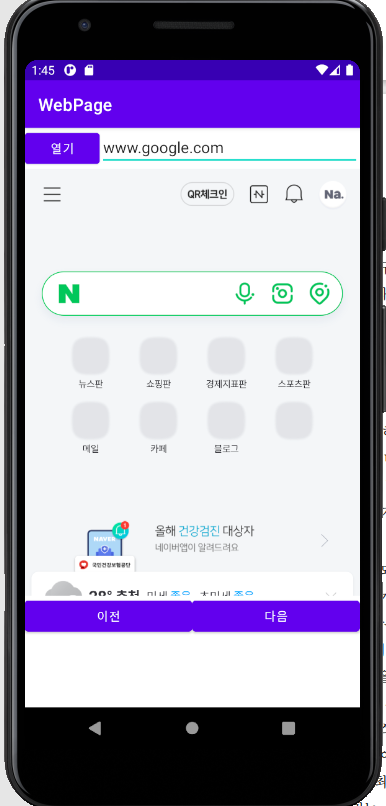 1:45
WebPage
열기 www.google.com
QR체크인 N Na.
N
뉴스판 쇼핑판 경제지표판 스포츠판
메일 카페 블로그
NAVER
올해 건강검진 대상자
네이버앱이 알려드려요
국민건강보험공단
28° 춘천 미세 좋음 초미세 좋음
이전 다음